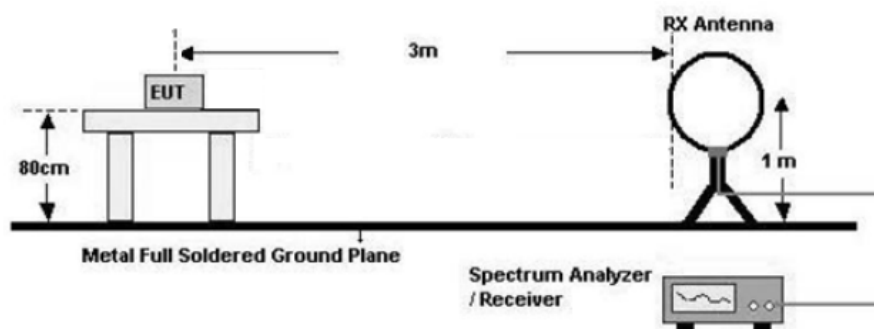 RX Antenna
3m
EUT
80cm
1 m
Metal Full Soldered Ground Plane
Spectrum Analyzer
/ Receiver